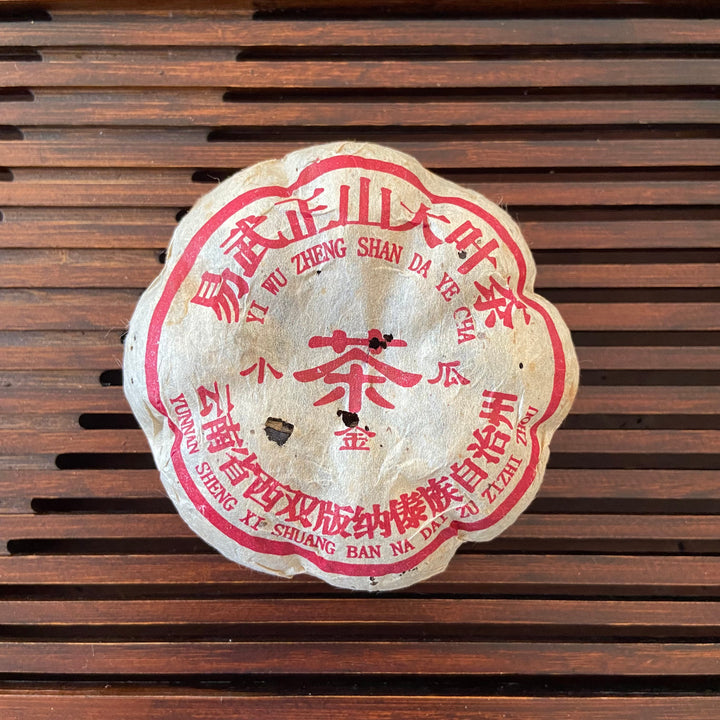 易武正山大叶茶
YI WU ZHENG SHAN DA YE CHA
茶
小金瓜
云南省西双版纳傣族自治州
YUNNAN SHENG XI SHUANG BAN NA DAI ZU ZIZHI ZHOU